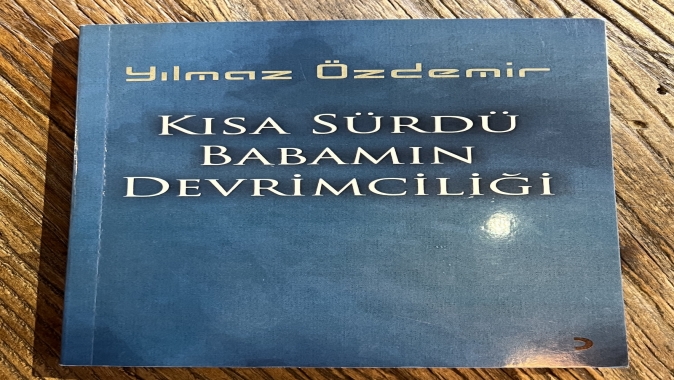 Yılmaz Özdemir
KISA SÜRDÜ
BABAMIN
DEVRİMCİLİĞİ